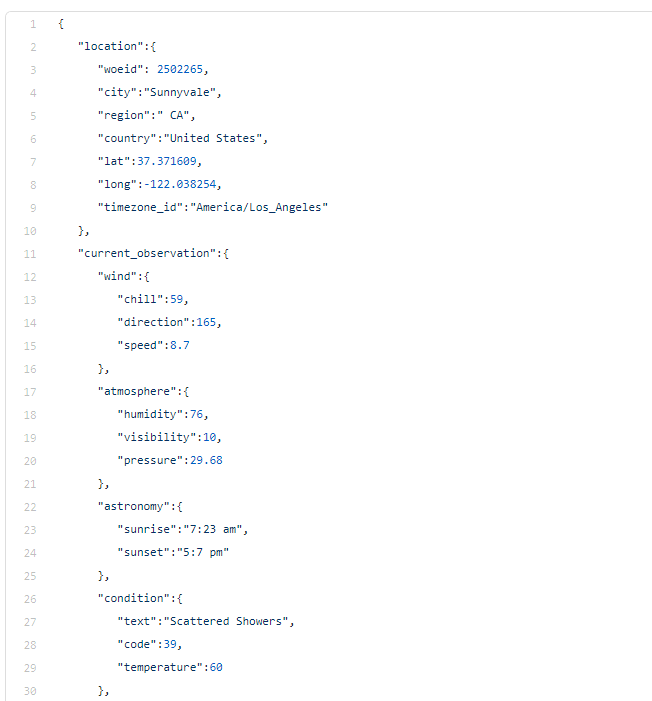 1 {
2 "location":{
3 "woeid": 2502265,
4 "city":"Sunnyvale",
5 "region":" CA",
6 "country":"United States",
7 "lat":37.371609,
8 "long":-122.038254,
9 "timezone_id":"America/Los_Angeles"
10 },
11 "current_observation":{
12 "wind":{
13 "chill":59,
14 "direction":165,
15 "speed":8.7
16 },
17 "atmosphere":{
18 "humidity":76,
19 "visibility":10,
20 "pressure":29.68
21 },
22 "astronomy":{
23 "sunrise":"7:23 am",
24 "sunset":"5:7 pm"
25 },
26 "condition":{
27 "text":"Scattered Showers",
28 "code":39,
29 "temperature":60
30 },